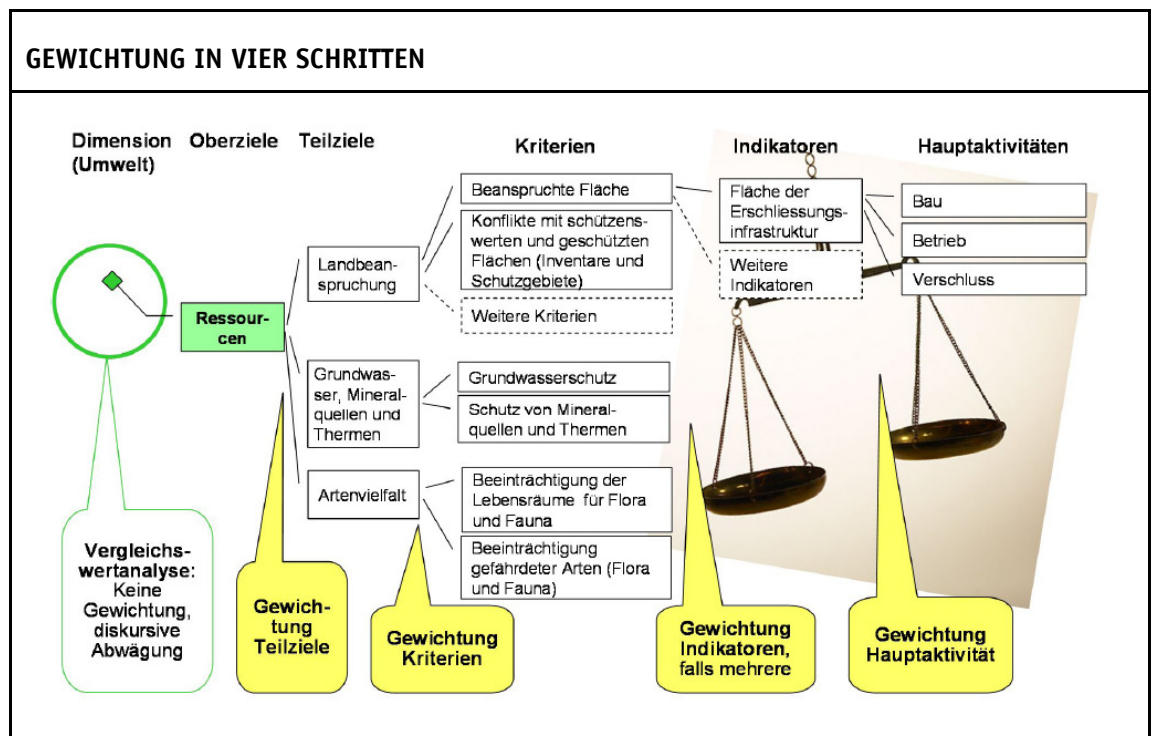 GEWICHTUNG IN VIER SCHRITTEN
Dimension
(Umwelt)
Oberziele
Teilziele
Kriterien
Indikatoren
Hauptaktivitäten
Ressour-
cen
Landbean-
spruchung
Grundwas-
ser, Mineral-
quellen und
Thermen
Artenvielfalt
Beanspruchte Fläche
Konflikte mit schützens-
werten und geschützten
Flächen (Inventare und
Schutzgebiete)
Weitere Kriterien
Grundwasserschutz
Schutz von Mineral-
quellen und Thermen
Beeinträchtigung der
Lebensräume für Flora
und Fauna
Beeinträchtigung
gefährdeter Arten (Flora
und Fauna)
Fläche der
Erschliessungs-
infrastruktur
Weitere
Indikatoren
Bau
Betrieb
Verschluss
Vergleichs-
wertanalyse:
Keine
Gewichtung,
diskursive
Abwägung
Gewich-
tung
Teilziele
Gewichtung
Kriterien
Gewichtung
Indikatoren,
falls mehrere
Gewichtung
Hauptaktivität